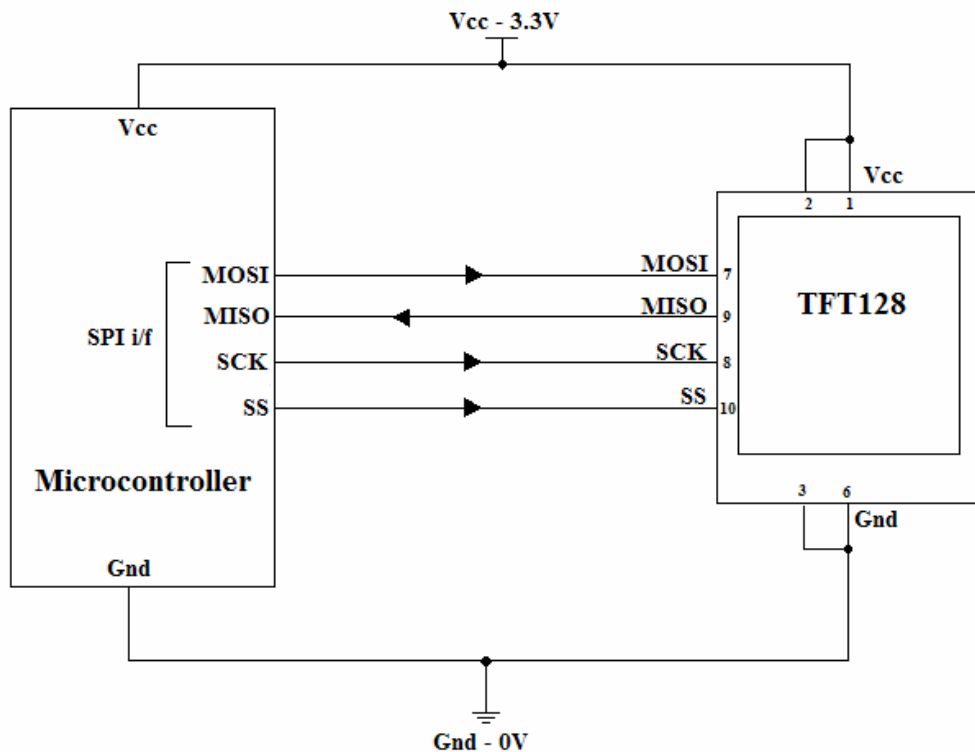 Vcc - 3.3V
Vcc
Vcc
2 1
MOSI
MOSI
7
TFT128
MISO
MISO
9
SPI i/f
SCK
SCK
8
SS
SS
10
Microcontroller
3 6
Gnd
Gnd
Gnd - 0V